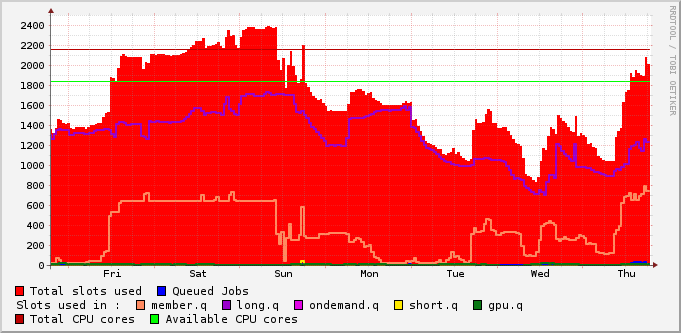 2400
2200
2000
1800
1600
1400
1200
1000
800
600
400
200
0
Fri Sat Sun Mon Tue Wed Thu
RRDTOOL / TOBI OETIKER
Total slots used Queued Jobs
Slots used in : member.q long.q ondemand.q short.q gpu.q
Total CPU cores Available CPU cores